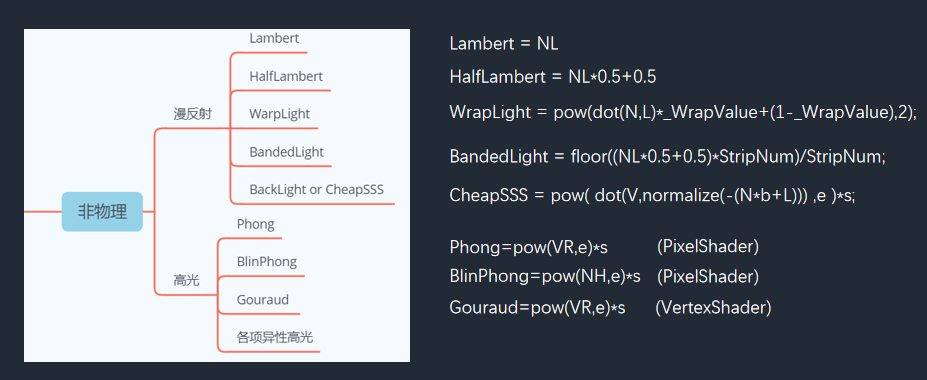 非物理
漫反射
Lambert
HalfLambert
WarpLight
BandedLight
BackLight or CheapSSS
高光
Phong
BlinPhong
Gouraud
各项异性高光
Lambert = NL
HalfLambert = NL*0.5+0.5
WrapLight = pow(dot(N,L)*_WrapValue+(1-_WrapValue),2);
BandedLight = floor((NL*0.5+0.5)*StripNum)/StripNum;
CheapSSS = pow( dot(V,normalize(-(N*b+L))) ,e )*s;
Phong=pow(VR,e)*s (PixelShader)
BlinPhong=pow(NH,e)*s (PixelShader)
Gouraud=pow(VR,e)*s (VertexShader)